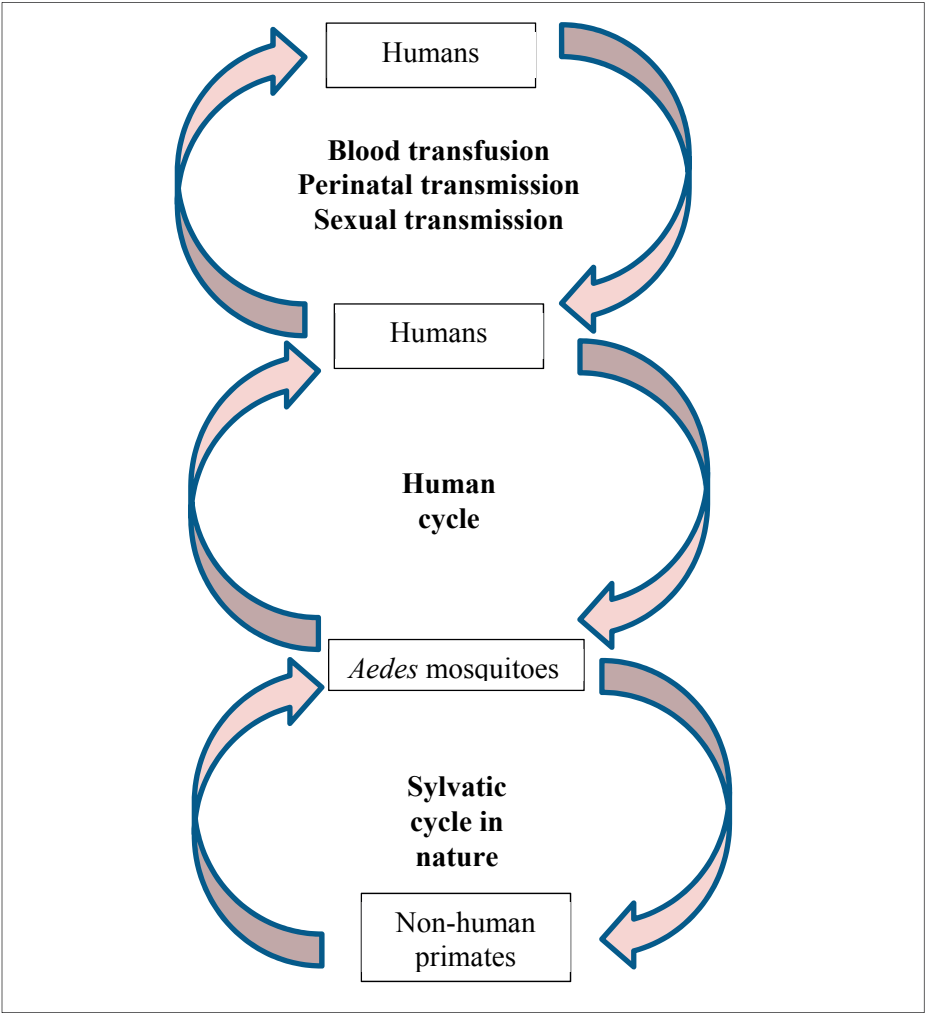 Humans
Blood transfusion
Perinatal transmission
Sexual transmission
Humans
Human
cycle
Aedes mosquitoes
Sylvatic
cycle in
nature
Non-human
primates